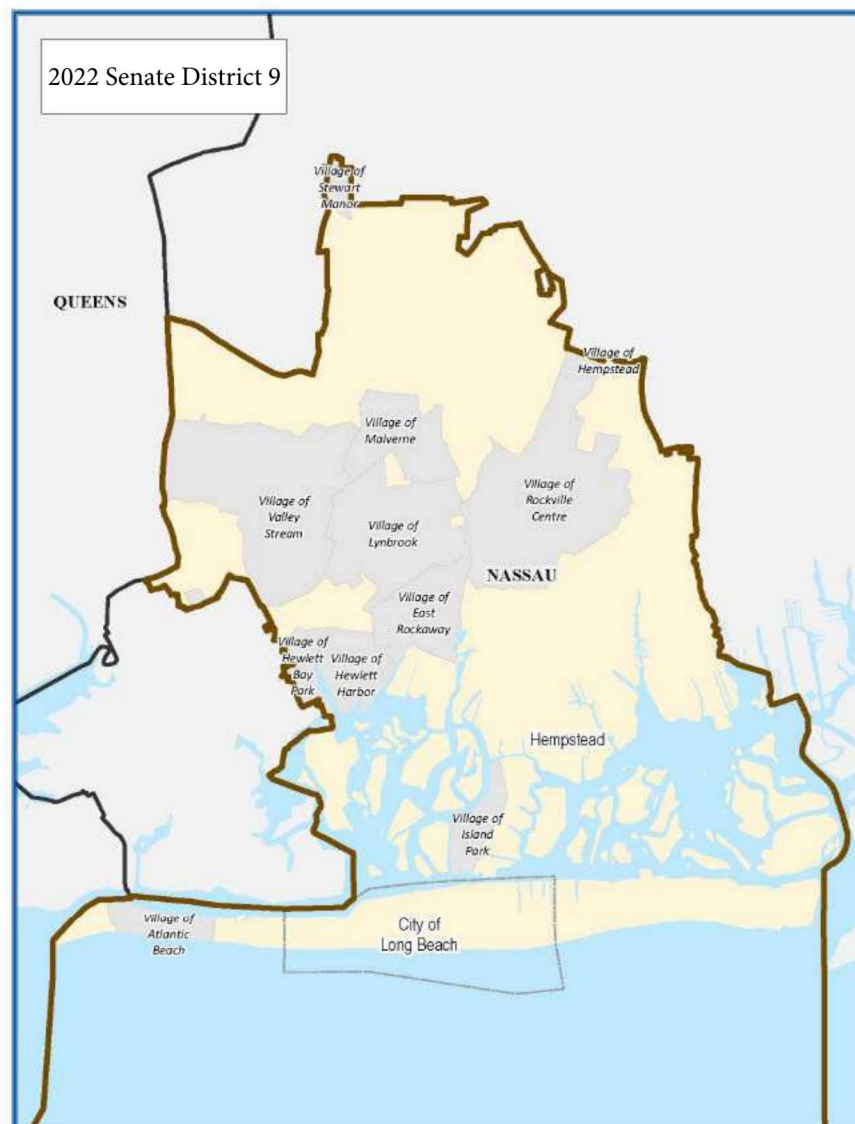 2022 Senate District 9
Village of
Stewart
Manor
QUEENS
Village of
Hempstead
Village of
Malverne
Village of
Valley
Stream
Village of
Rockville
Centre
Village of
Lynbrook
NASSAU
Village of
East
Rockaway
Village of
Hewlett
Bay
Park
Village of
Hewlett
Harbor
Hempstead
Village of
Island
Park
Village of
Atlantic
Beach
City of
Long Beach